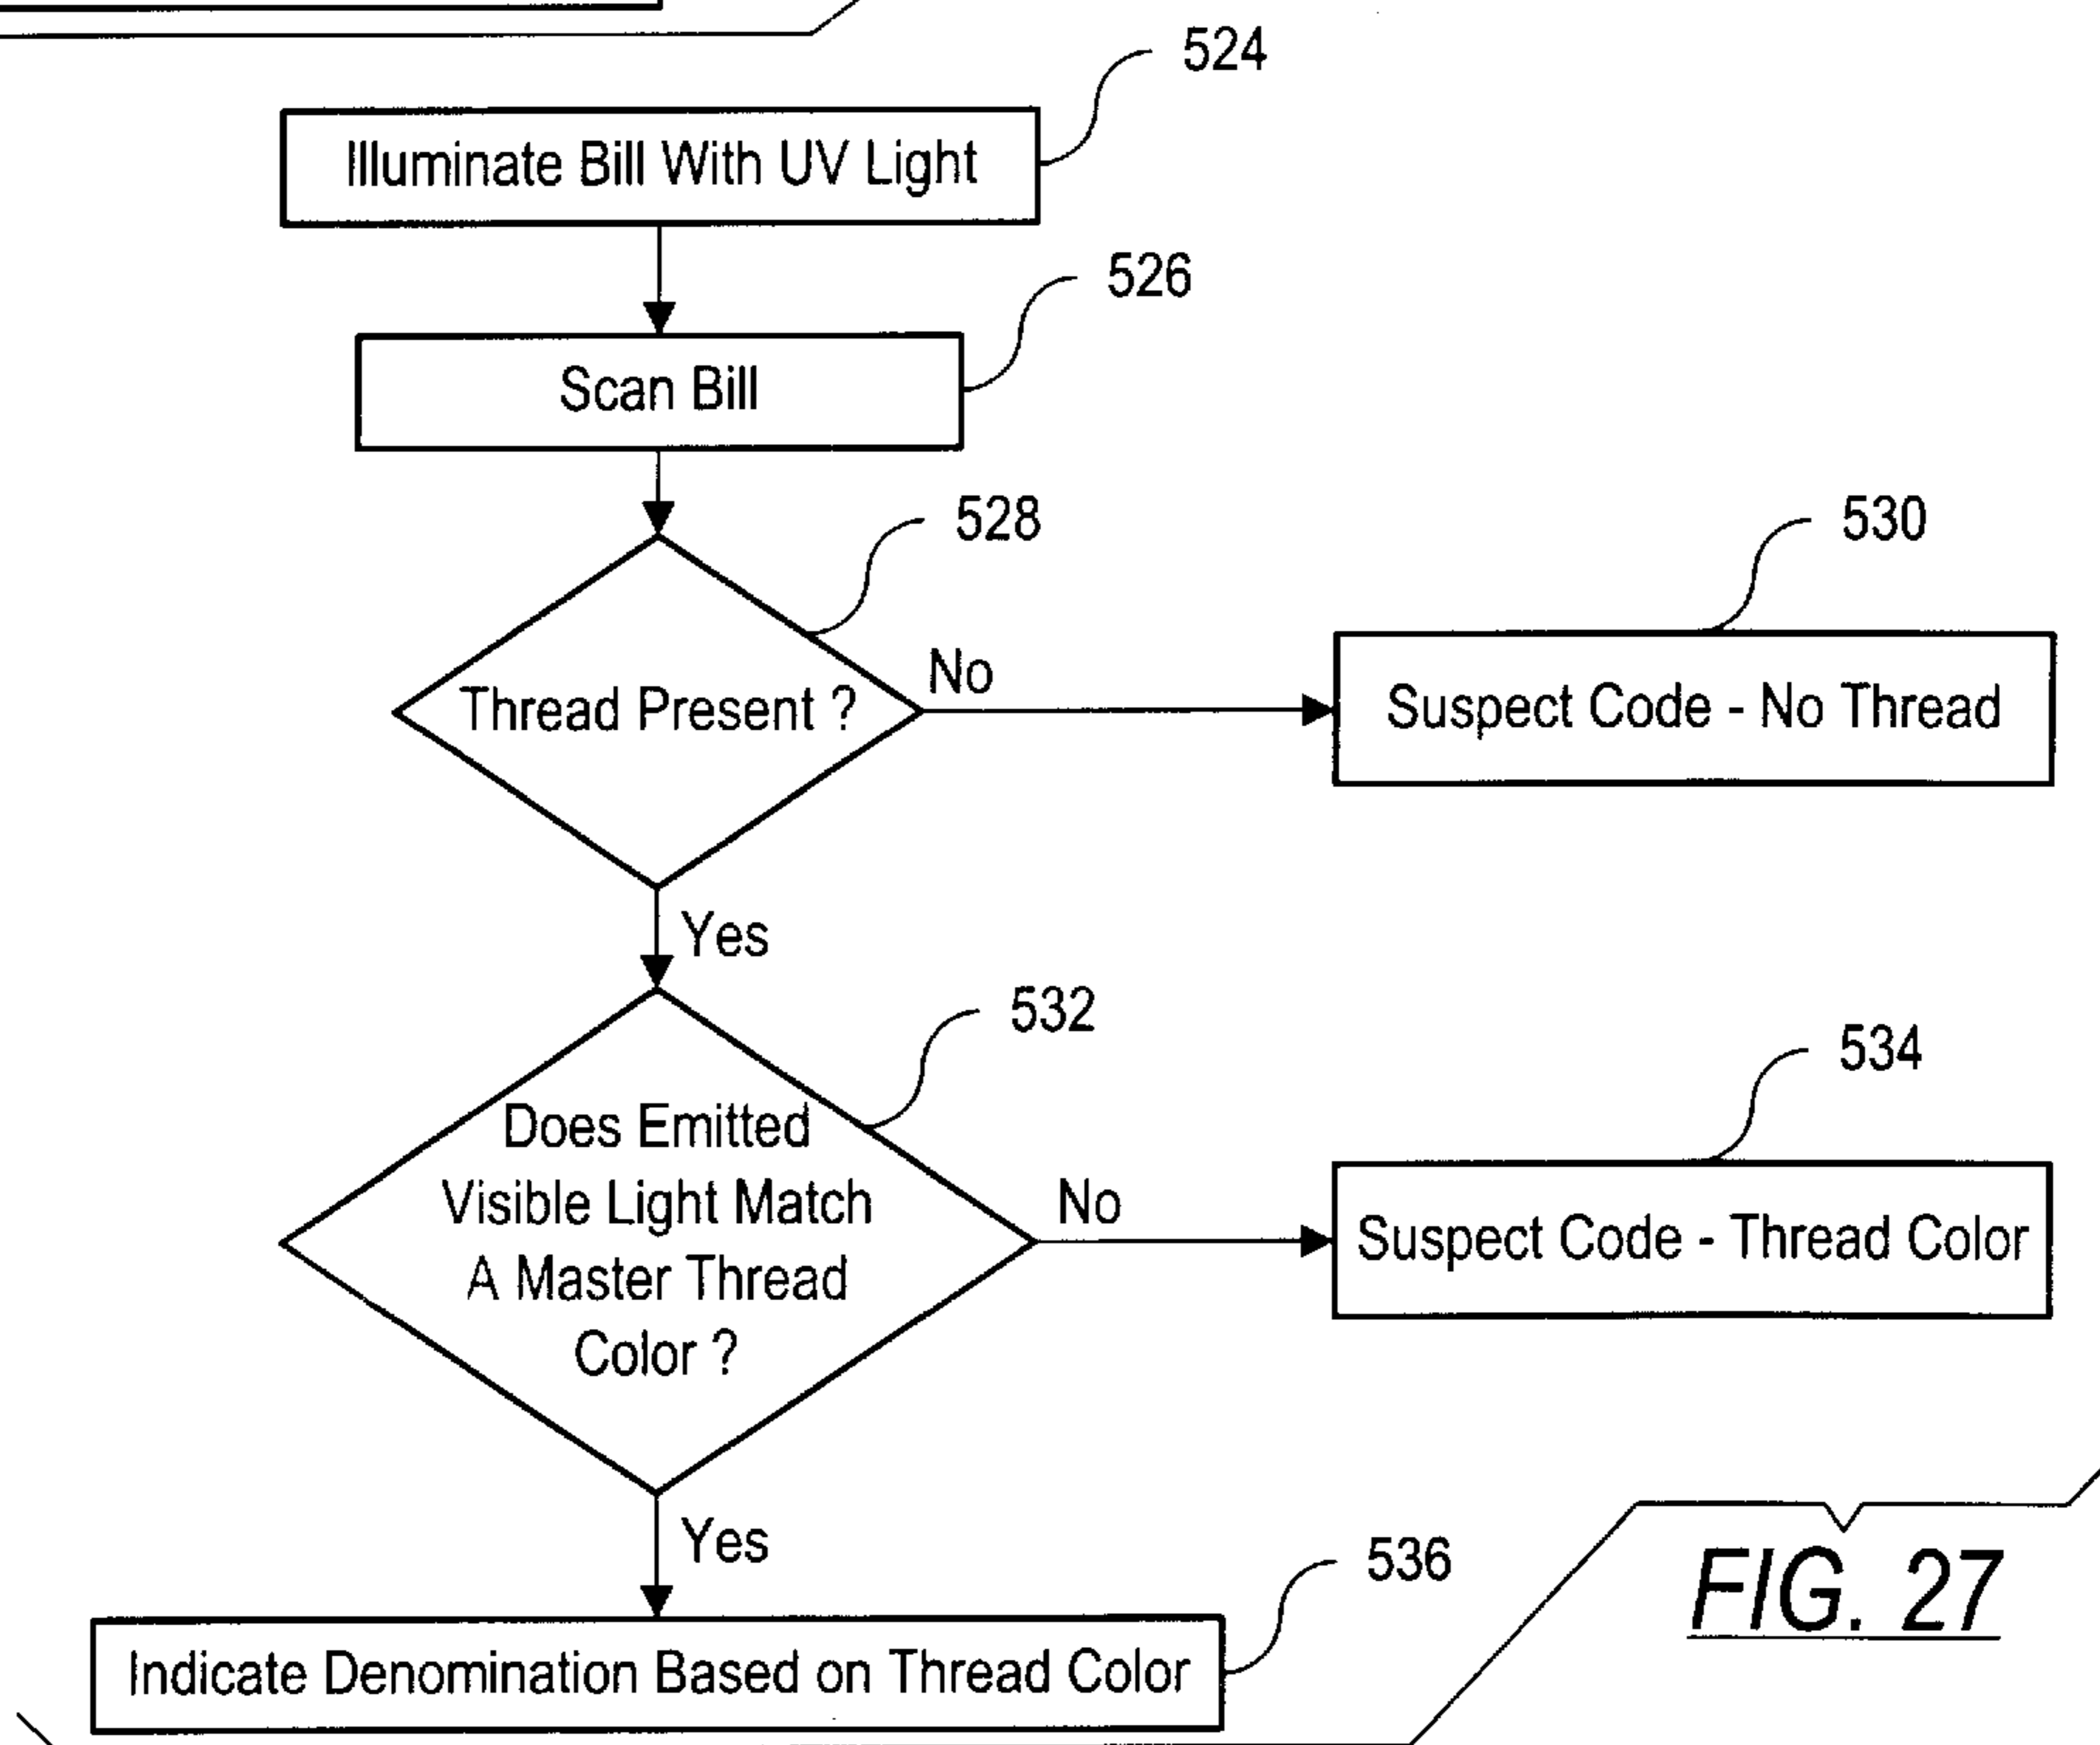 524
Illuminate Bill With UV Light
526
Scan Bill
528
530
Thread Present ?
No
Suspect Code - No Thread
Yes
532
534
Does Emitted
Visible Light Match
A Master Thread
Color ?
No
Suspect Code - Thread Color
Yes
536
Indicate Denomination Based on Thread Color
FIG. 27